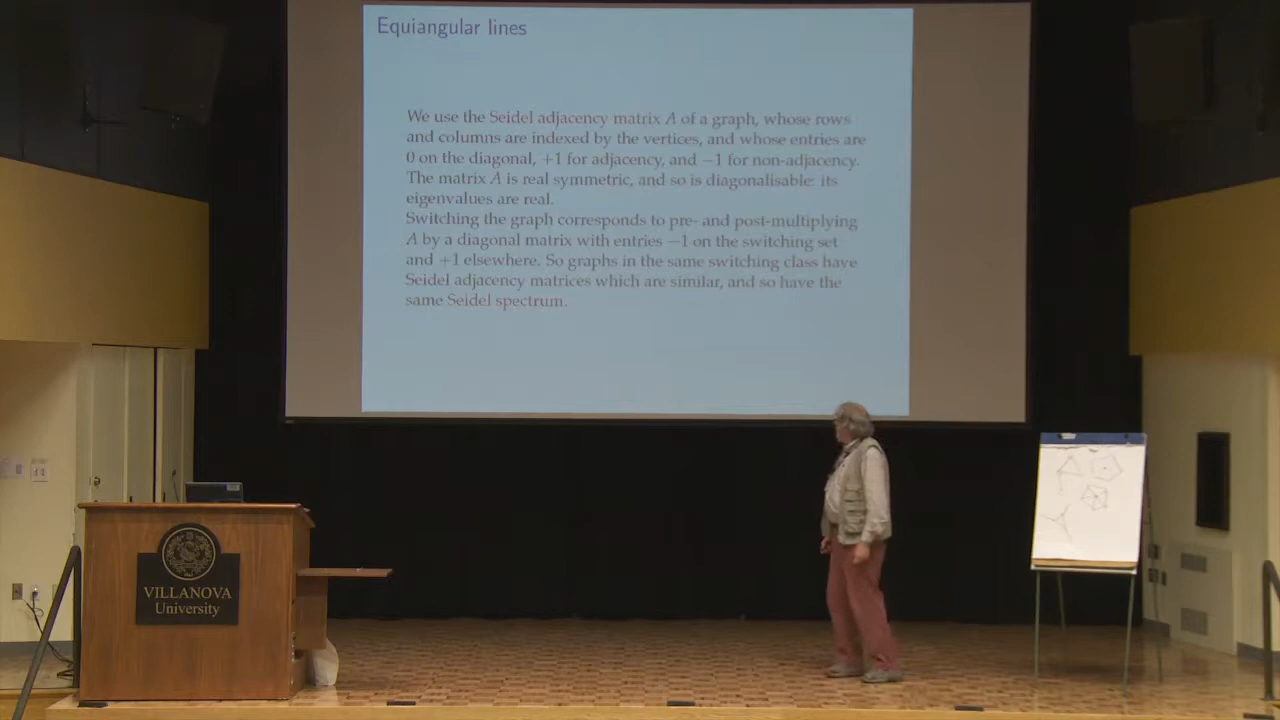 Equiangular lines
We use the Seidel adjacency matrix A of a graph, whose rows
and columns are indexed by the vertices, and whose entries are
0 on the diagonal, +1 for adjacency, and −1 for non-adjacency.
The matrix A is real symmetric, and so is diagonalisable: its
eigenvalues are real.
Switching the graph corresponds to pre- and post-multiplying
A by a diagonal matrix with entries −1 on the switching set
and +1 elsewhere. So graphs in the same switching class have
Seidel adjacency matrices which are similar, and so have the
same Seidel spectrum.
VILLANOVA
University